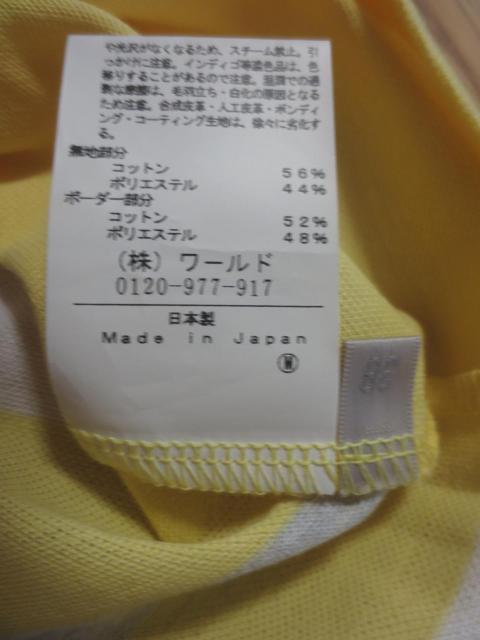 や光沢がなくなるため、スチーム禁止。引
っかけに注意。インディゴ等濃色品は、色
移りすることがあるので注意。湿潤での過
剰な摩擦は、毛羽立ち・白化の原因となる
ため注意。合成皮革・人工皮革・ボンディ
ング・コーティング生地は、徐々に劣化す
る。
無地部分
コットン 56%
ポリエステル 44%
ボーダー部分
コットン 52%
ポリエステル 48%
(株) ワールド
0120-977-917
日本製
Made in Japan
W